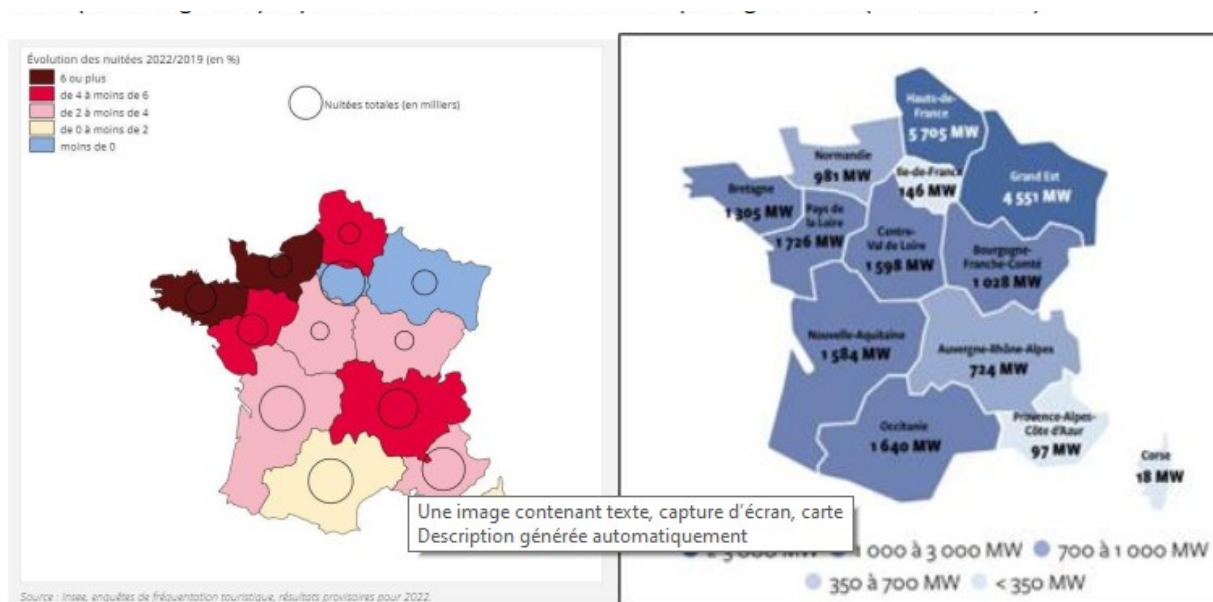 Évolution des nuitées 2022/2019 (en %)
6 ou plus
de 4 à moins de 6
de 2 à moins de 4
de 0 à moins de 2
moins de 0
Nuitées totales (en milliers)
Source : Insee, enquêtes de fréquentation touristique, résultats provisoires pour 2022.
Hauts-de-
France
5 705 MW
Normandie
981 MW
Ile-de-France
146 MW
Grand Est
4 551 MW
Bretagne
1 305 MW
Pays de
la Loire
1 726 MW
Centre-
Val de Loire
1 598 MW
Bourgogne-
Franche-Comté
1 028 MW
Nouvelle-Aquitaine
1 584 MW
Auvergne-Rhône-Alpes
724 MW
Occitanie
1 640 MW
Provence-Alpes-
Côte d'Azur
97 MW
Corse
18 MW
Une image contenant texte, capture d'écran, carte
Description générée automatiquement
000 MW 1 000 à 3 000 MW 700 à 1 000 MW
350 à 700 MW < 350 MW